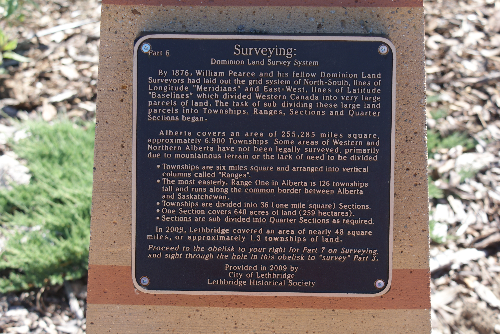 Part 6
Surveying:
Dominion Land Survey System
By 1876, William Pearce and his fellow Dominion Land
Surveyors had laid out the grid system of North-South, lines of
Longitude "Meridians" and East-West, lines of Latitude
"Baselines" which divided Western Canada into very large
parcels of land. The task of sub dividing these large land
parcels into Townships, Ranges, Sections and Quarter
Sections began.
Alberta covers an area of 255,285 miles square,
approximately 6,900 Townships. Some areas of Western and
Northern Alberta have not been legally surveyed, primarily
due to mountainous terrain or the lack of need to be divided
• Townships are six miles square and arranged into vertical
columns called "Ranges".
• The most easterly, Range One in Alberta is 126 townships
tall and runs along the common border between Alberta
and Saskatchewan.
• Townships are divided into 36 (one mile square) Sections.
• One Section covers 640 acres of land (259 hectares).
• Sections are sub divided into Quarter Sections as required.
In 2009, Lethbridge covered an area of nearly 48 square
miles, or approximately 1.3 townships of land.
Proceed to the obelisk to your right for Part 7 on Surveying
and sight through the hole in this obelisk to "survey" Part 3.
Provided in 2009 by
City of Lethbridge
Lethbridge Historical Society